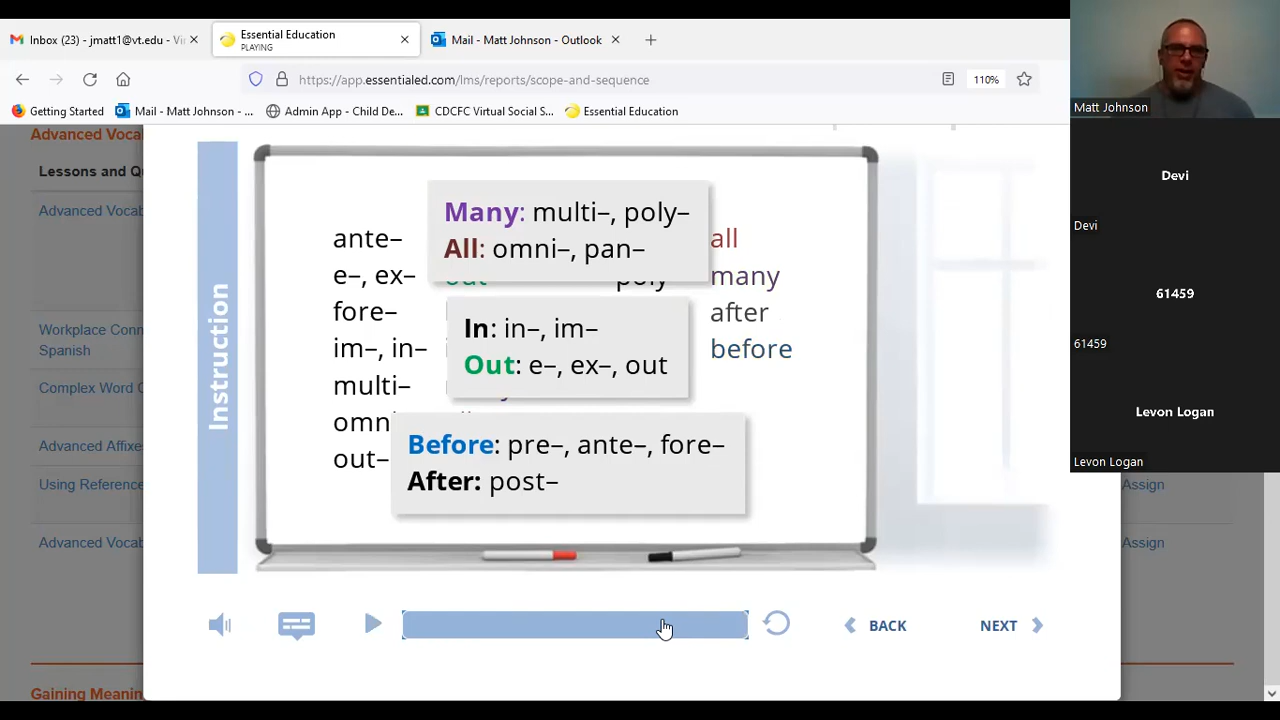 Inbox (23) - jmatt1@vt.edu - Vi
Essential Education
PLAYING
Mail - Matt Johnson - Outlook
https://app.essentialed.com/lms/reports/scope-and-sequence
110%
Getting Started
Mail - Matt Johnson - ...
Admin App - Child De...
CDCFC Virtual Social S...
Essential Education
Matt Johnson
Devi
Devi
61459
61459
Levon Logan
Levon Logan
Advanced Voca
Lessons and Qu
Advanced Vocab
Workplace Conn
Spanish
Complex Word C
Advanced Affixes
Using Reference
Advanced Vocab
Gaining Meanin
Assign
Assign
Instruction
ante–
e–, ex–
fore–
im–, in–
multi–
omn
out–
out
poly
all
many
after
before
Many: multi–, poly–
All: omni–, pan–
In: in–, im–
Out: e–, ex–, out
Before: pre–, ante–, fore–
After: post–
BACK
NEXT